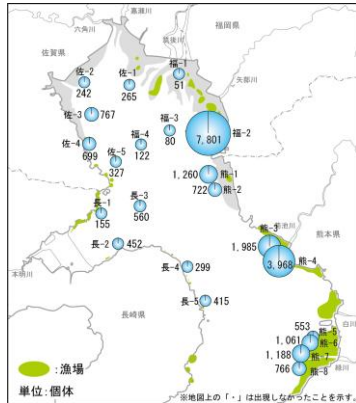 六角川
嘉瀬川
筑後川
福岡県
佐賀県
矢部川
佐-2
242
佐-1
265
福-1
51
佐-3
767
福-3
80
7,801
福-2
佐-4
699
福-4
122
佐-5
327
1,260
熊-1
722
熊-2
長-1
155
長-3
560
菊池川
熊本県
熊-3
1,985
長-2
452
3,968
熊-4
本明川
長-4
299
長崎県
長-5
415
白川
553
熊-5
1,061
熊-6
1,188
熊-7
766
熊-8
緑川
:漁場
単位:個体
※地図上の「・」は出現しなかったことを示す。